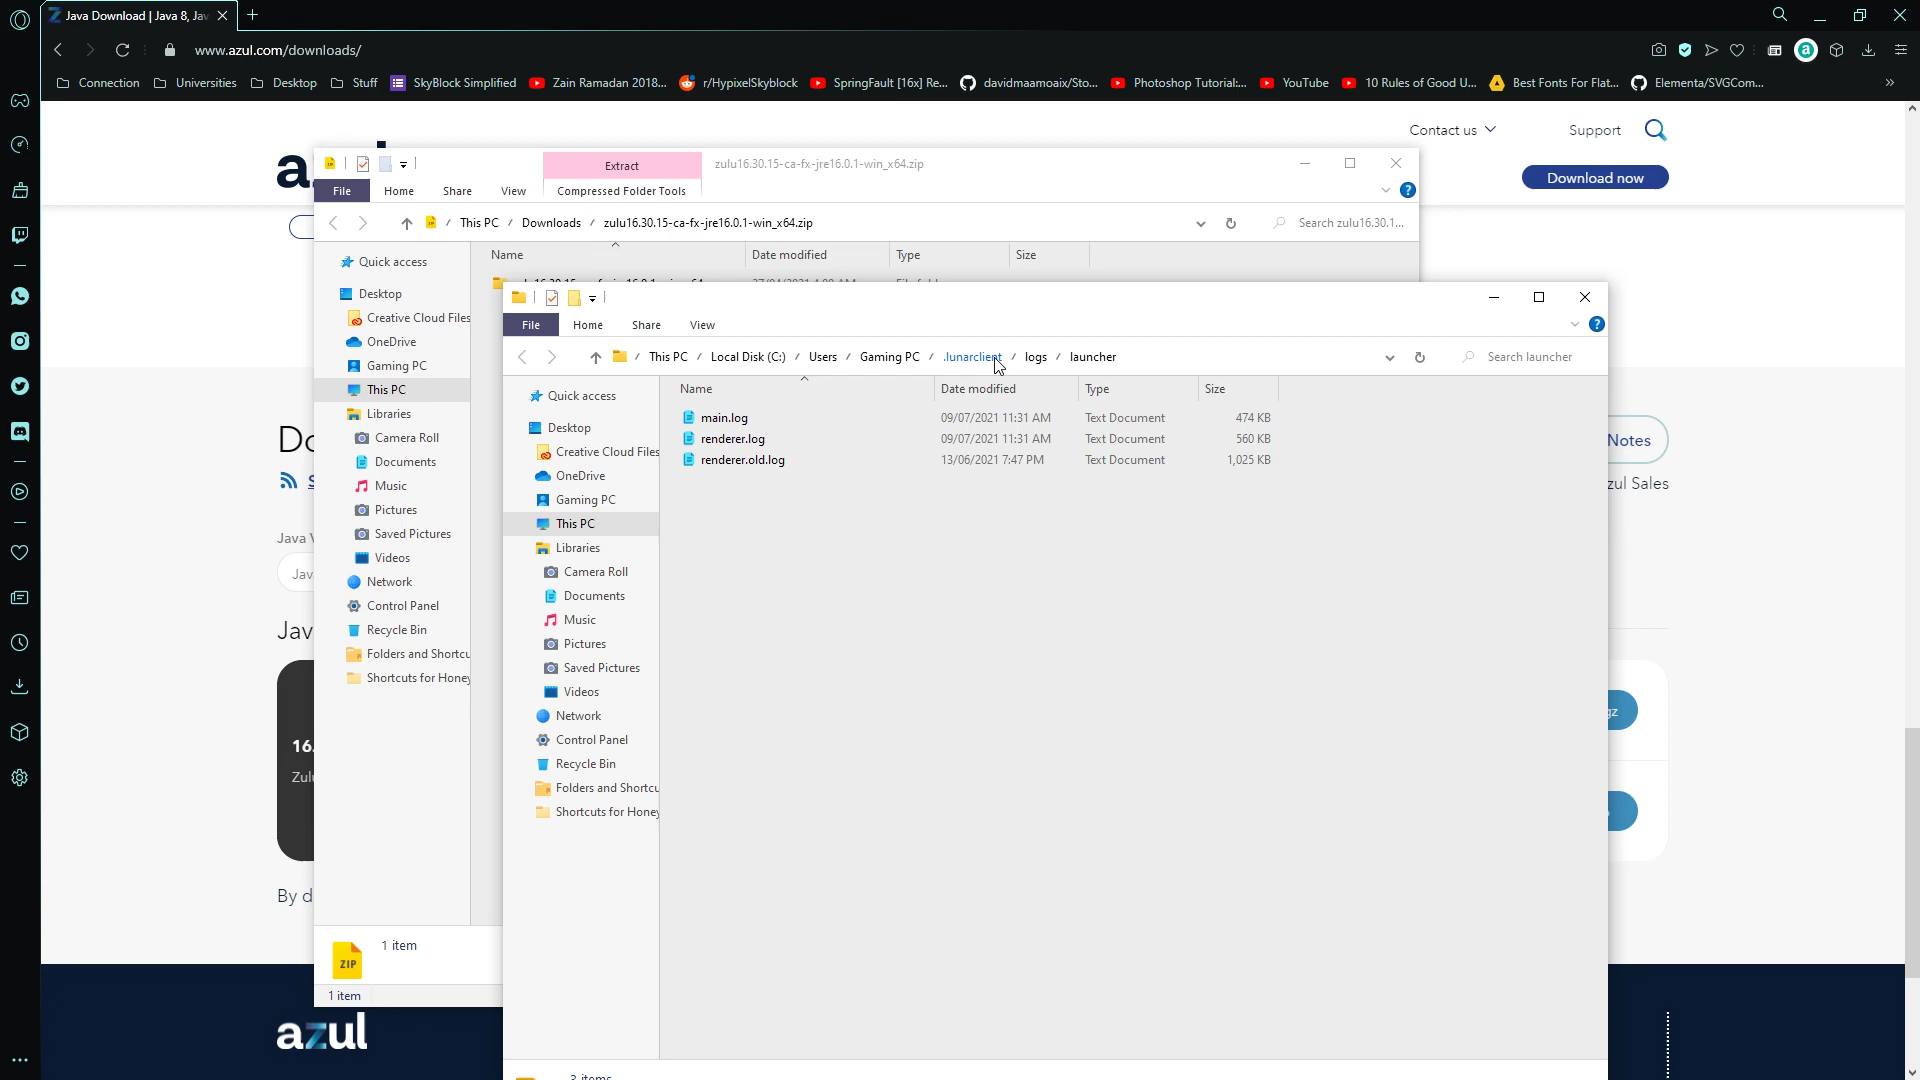 Java Download | Java 8, Jav
www.azul.com/downloads/
Connection
Universities
Desktop
Stuff
SkyBlock Simplified
Zain Ramadan 2018...
r/HypixelSkyblock
SpringFault [16x] Re...
davidmaamoaix/Sto...
Photoshop Tutorial:...
YouTube
10 Rules of Good U...
Best Fonts For Flat...
Elementa/SVGCom...
»
Contact us
Support
Download now
Extract
zulu16.30.15-ca-fx-jre16.0.1-win_x64.zip
File
Home
Share
View
Compressed Folder Tools
This PC / Downloads / zulu16.30.15-ca-fx-jre16.0.1-win_x64.zip
Search zulu16.30.1...
Name
Date modified
Type
Size
Quick access
Desktop
Creative Cloud Files
OneDrive
Gaming PC
This PC
Libraries
Camera Roll
Documents
Music
Pictures
Saved Pictures
Videos
Network
Control Panel
Recycle Bin
Folders and Shortcu
Shortcuts for Honey
ZIP
1 item
1 item
File
Home
Share
View
This PC / Local Disk (C:) / Users / Gaming PC / .lunarclient / logs / launcher
Search launcher
Name
Date modified
Type
Size
main.log
09/07/2021 11:31 AM
Text Document
474 KB
renderer.log
09/07/2021 11:31 AM
Text Document
560 KB
renderer.old.log
13/06/2021 7:47 PM
Text Document
1,025 KB
Quick access
Desktop
Creative Cloud Files
OneDrive
Gaming PC
This PC
Libraries
Camera Roll
Documents
Music
Pictures
Saved Pictures
Videos
Network
Control Panel
Recycle Bin
Folders and Shortcu
Shortcuts for Honey
3 items
a
Do
Notes
zul Sales
Java V
Jav
Jav
16.
Zulu
gz
By d
azul